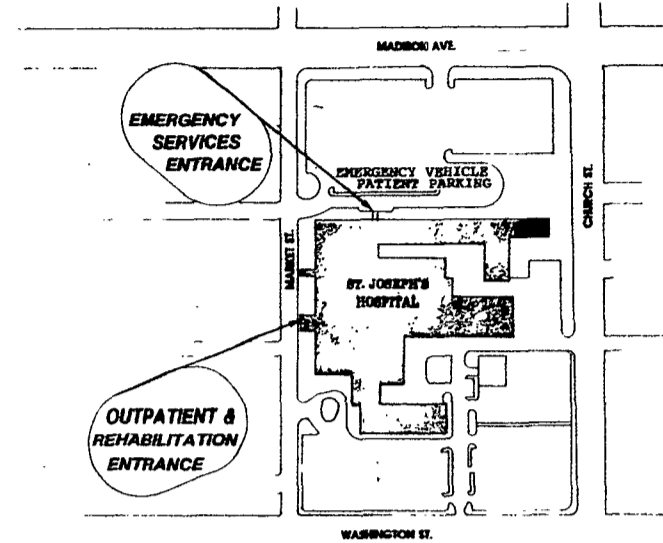 MADISON AVE.
EMERGENCY
SERVICES
ENTRANCE
EMERGENCY VEHICLE
PATIENT PARKING
CHURCH ST.
MARKET ST.
ST. JOSEPH'S
HOSPITAL
OUTPATIENT &
REHABILITATION
ENTRANCE
WASHINGTON ST.